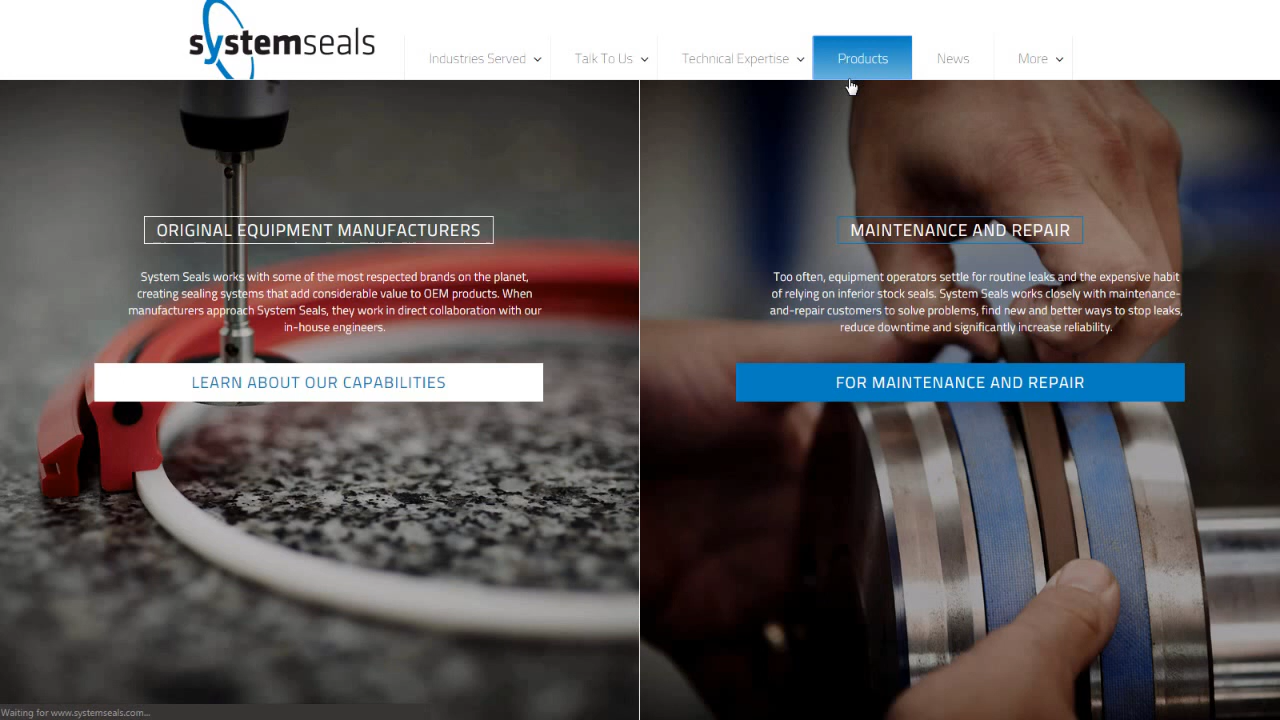 systemseals
Industries Served
Talk To Us
Technical Expertise
Products
News
More
ORIGINAL EQUIPMENT MANUFACTURERS
System Seals works with some of the most respected brands on the planet,
creating sealing systems that add considerable value to OEM products. When
manufacturers approach System Seals, they work in direct collaboration with our
in-house engineers.
LEARN ABOUT OUR CAPABILITIES
MAINTENANCE AND REPAIR
Too often, equipment operators settle for routine leaks and the expensive habit
of relying on inferior stock seals. System Seals works closely with maintenance-
and-repair customers to solve problems, find new and better ways to stop leaks,
reduce downtime and significantly increase reliability.
FOR MAINTENANCE AND REPAIR
Waiting for www.systemseals.com...